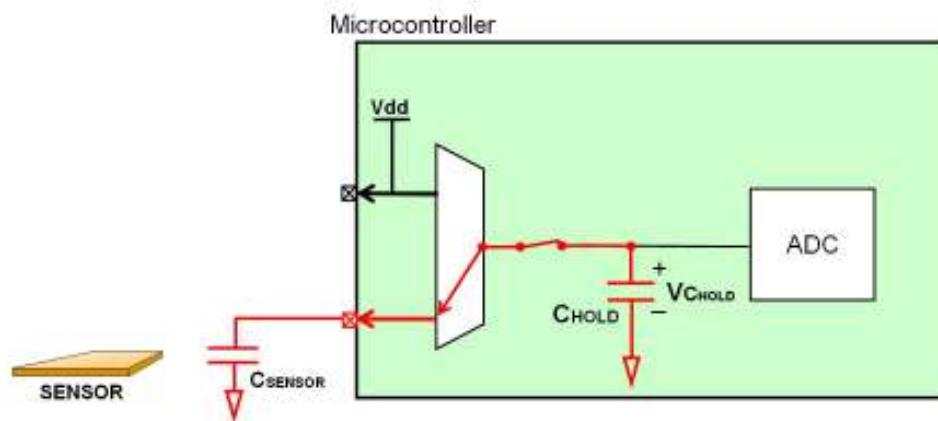 Microcontroller
Vdd
ADC
+
VCHOLD
CHOLD
–
CSENSOR
SENSOR